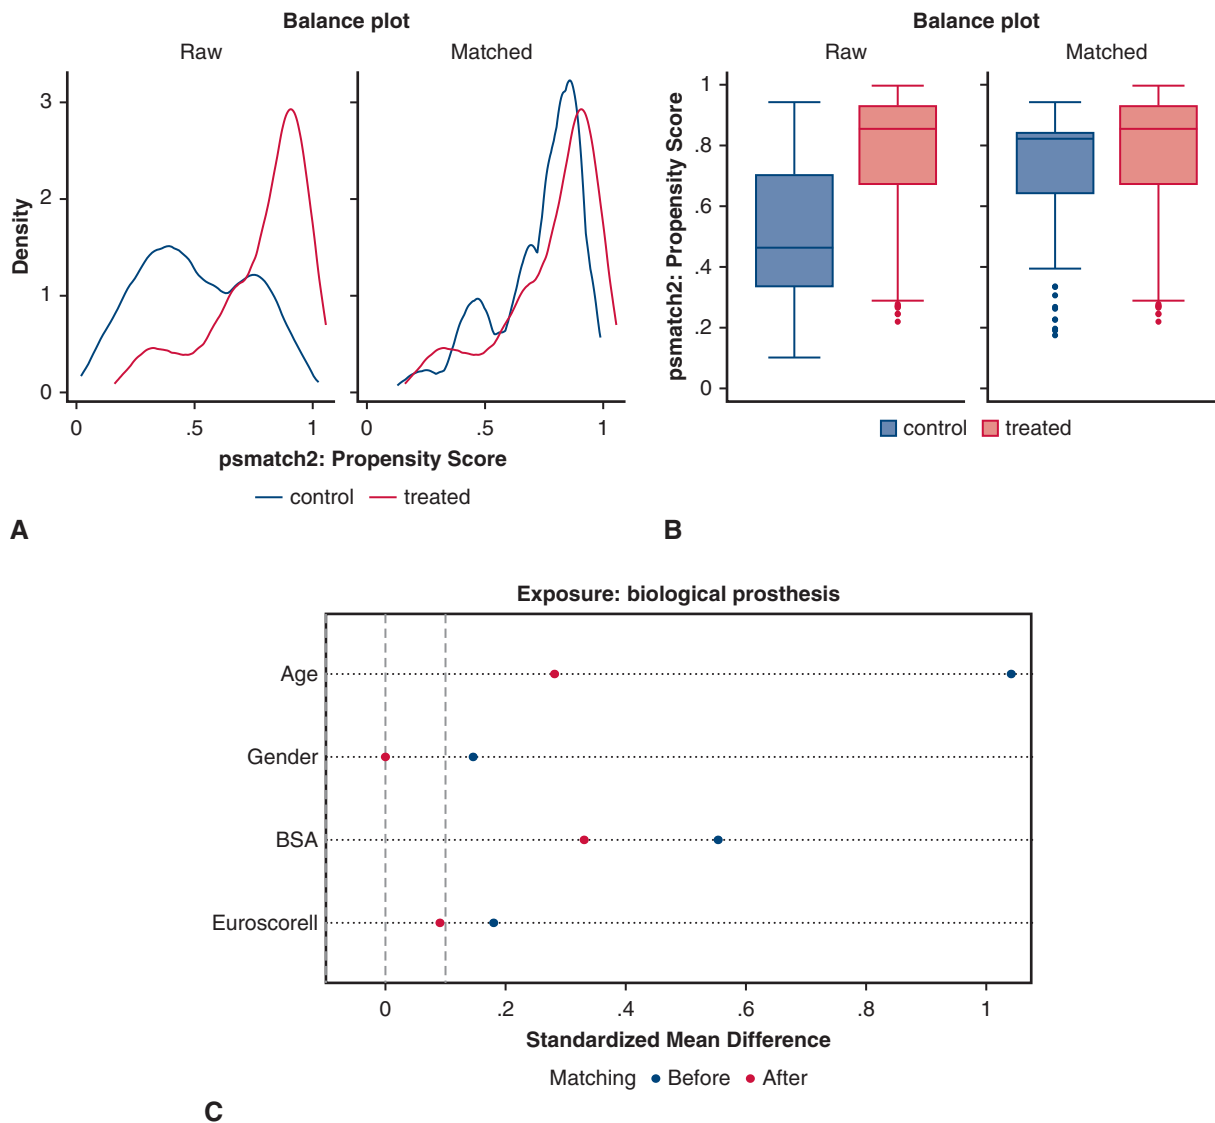 Balance plot
Raw Matched
Density
3
2
1
0
0 .5 1 0 .5 1
psmatch2: Propensity Score
control treated
A
Balance plot
Raw Matched
psmatch2: Propensity Score
1
.8
.6
.4
.2
0
control treated
B
Exposure: biological prosthesis
Age
Gender
BSA
Euroscorell
0 .2 .4 .6 .8 1
Standardized Mean Difference
Matching Before After
C